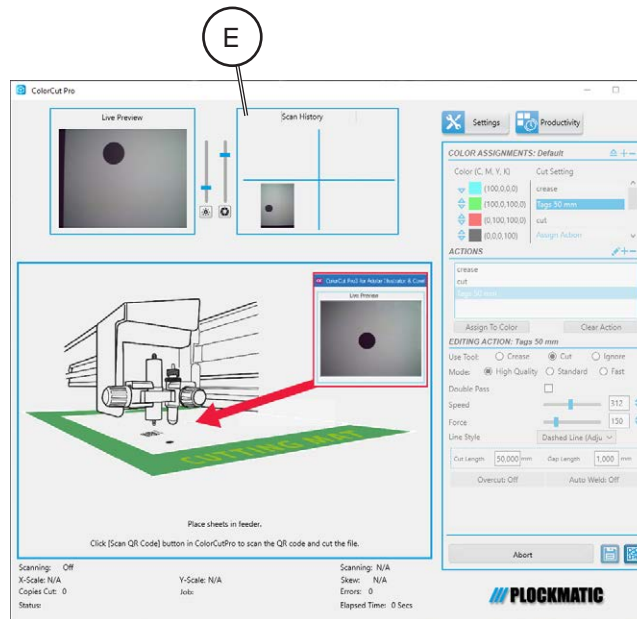 E
ColorCut Pro
Live Preview
Scan History
Settings
Productivity
COLOR ASSIGNMENTS: Default
Color (C, M, Y, K) Cut Setting
(100,0,0,0) crease
(100,0,100,0) Tags 50 mm
(0,100,100,0) cut
(0,0,0,100) Assign Action
ACTIONS
crease
cut
Tags 50 mm
Assign To Color Clear Action
EDITING ACTION: Tags 50 mm
Use Tool: Crease Cut Ignore
Mode: High Quality Standard Fast
Double Pass
Speed 312
Force 150
Line Style Dashed Line (Adju
Cut Length 50,000 mm Gap Length 1,000 mm
Overcut: Off Auto Weld: Off
Abort
ColorCut Pro3 for Adobe Illustrator & Corel
Live Preview
CUTTING MAT
Place sheets in feeder.
Click [Scan QR Code] button in ColorCutPro to scan the QR code and cut the file.
Scanning: Off Scanning: N/A
X-Scale: N/A Y-Scale: N/A Skew: N/A
Copies Cut: 0 Job: Errors: 0
Status: Elapsed Time: 0 Secs
PLOCKMATIC